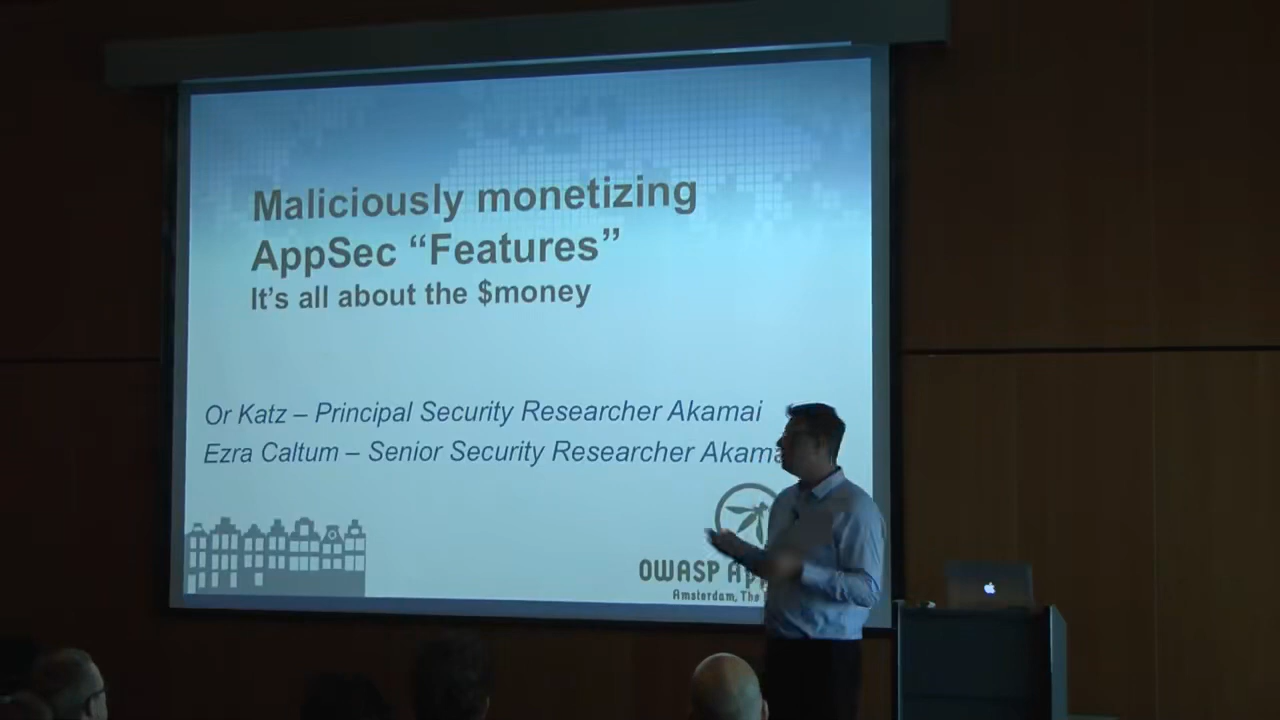 Maliciously monetizing
AppSec “Features”
It’s all about the $money
Or Katz – Principal Security Researcher Akamai
Ezra Caltum – Senior Security Researcher
OWASP
Amsterdam, The